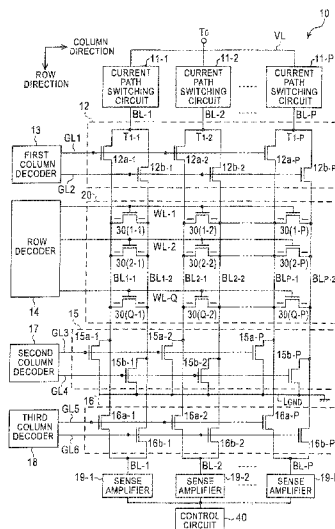 10
COLUMN DIRECTION
ROW DIRECTION
T0
VL
11-1 11-2 11-P
CURRENT PATH SWITCHING CIRCUIT
CURRENT PATH SWITCHING CIRCUIT
CURRENT PATH SWITCHING CIRCUIT
12 BL-1 BL-2 BL-P
13 GL1 T1-1 T1-2 T1-P
FIRST COLUMN DECODER
12a-1 12a-2 12a-P
GL2 12b-1 12b-2 12b-P
20
WL-1
30(1-1) 30(1-2) 30(1-P)
WL-2
ROW DECODER
30(2-1) 30(2-2) 30(2-P)
BL1-1 BL1-2 BL2-1 BL2-2 BLP-1 BLP-2
WL-Q
14
30(Q-1) 30(Q-2) 30(Q-P)
17 15
GL3 15a-1 15a-2 15a-P
SECOND COLUMN DECODER
15b-1 15b-2 15b-P
GL4 LGND
16
GL5 16a-1 16a-2 16a-P
THIRD COLUMN DECODER
16b-1 16b-2 16b-P
18 GL6
BL-1 BL-2 BL-P
19-1 19-2 19-P
SENSE AMPLIFIER SENSE AMPLIFIER SENSE AMPLIFIER
CONTROL CIRCUIT
40